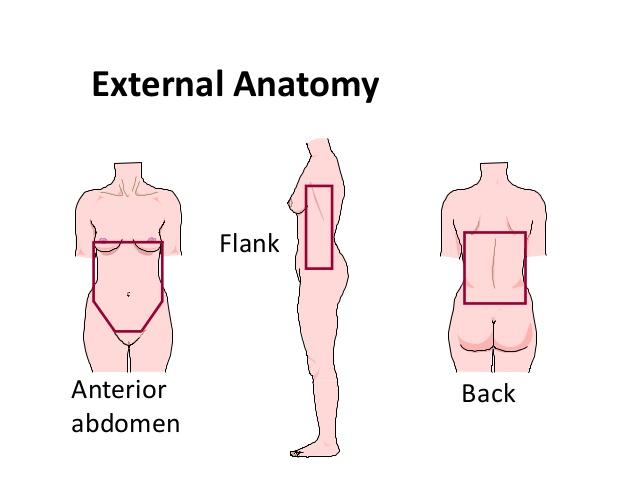 External Anatomy
Flank
Anterior
abdomen
Back